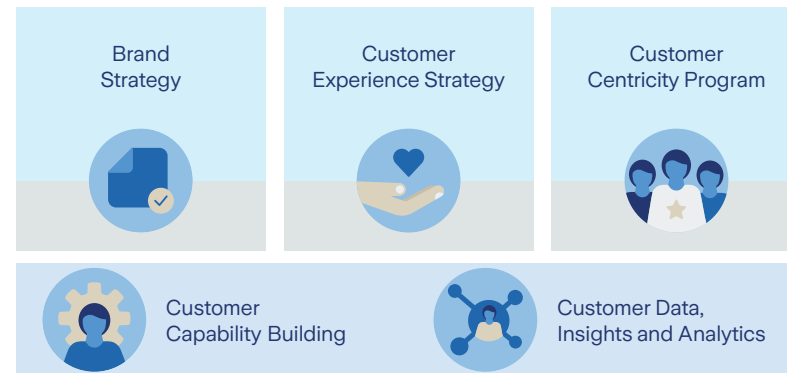 Brand
Strategy
Customer
Experience Strategy
Customer
Centricity Program
Customer
Capability Building
Customer Data,
Insights and Analytics